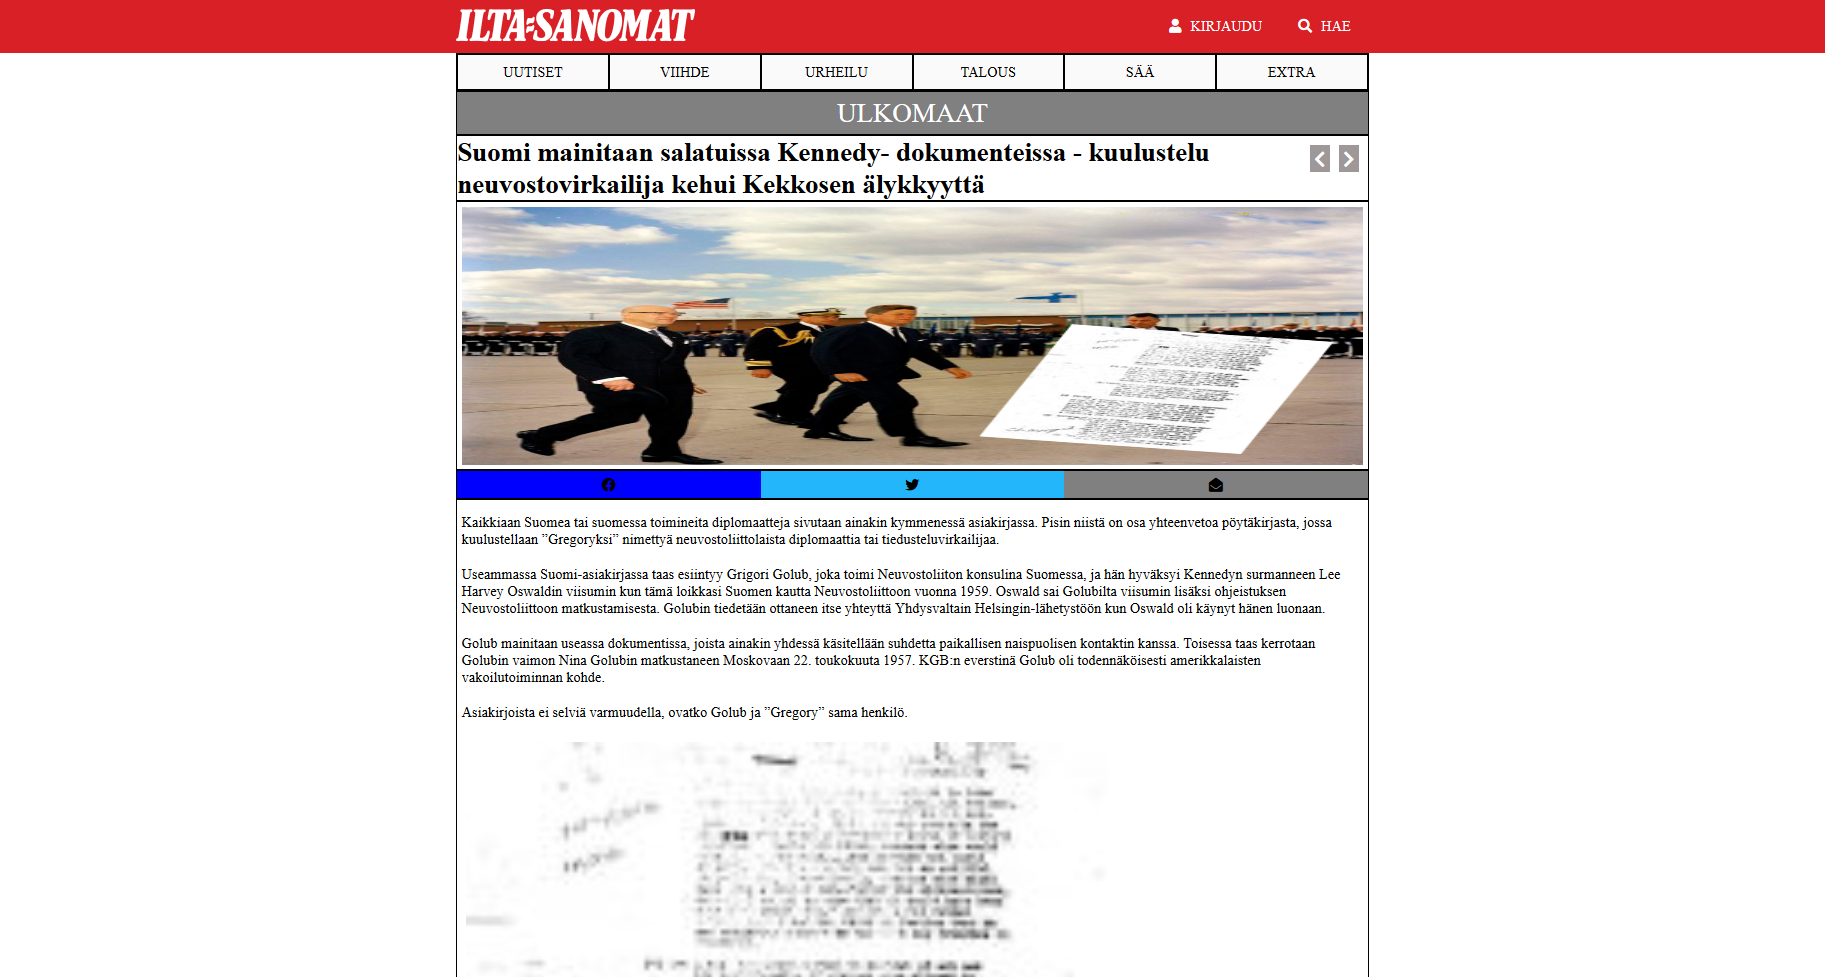 ILTA-SANOMAT
KIRJAUDU
HAE
UUTISET
VIIHDE
URHEILU
TALOUS
SÄÄ
EXTRA
ULKOMAAT
Suomi mainitaan salatuissa Kennedy- dokumenteissa - kuulustelu
neuvostovirkailija kehui Kekkosen älykkyyttä
Kaikkiaan Suomea tai suomessa toimineita diplomaatteja sivutaan ainakin kymmenessä asiakirjassa. Pisin niistä on osa yhteenvetoa pöytäkirjasta, jossa
kuulustellaan ”Gregoryksi” nimettyä neuvostoliittolaista diplomaattia tai tiedusteluvirkailijaa.
Useammassa Suomi-asiakirjassa taas esiintyy Grigori Golub, joka toimi Neuvostoliiton konsulina Suomessa, ja hän hyväksyi Kennedyn surmanneen Lee
Harvey Oswaldin viisumin kun tämä loikkasi Suomen kautta Neuvostoliittoon vuonna 1959. Oswald sai Golubilta viisumin lisäksi ohjeistuksen
Neuvostoliittoon matkustamisesta. Golubin tiedetään ottaneen itse yhteyttä Yhdysvaltain Helsingin-lähetystöön kun Oswald oli käynyt hänen luonaan.
Golub mainitaan useassa dokumentissa, joista ainakin yhdessä käsitellään suhdetta paikallisen naispuolisen kontaktin kanssa. Toisessa taas kerrotaan
Golubin vaimon Nina Golubin matkustaneen Moskovaan 22. toukokuuta 1957. KGB:n everstinä Golub oli todennäköisesti amerikkalaisten
vakoilutoiminnan kohde.
Asiakirjoista ei selviä varmuudella, ovatko Golub ja ”Gregory” sama henkilö.